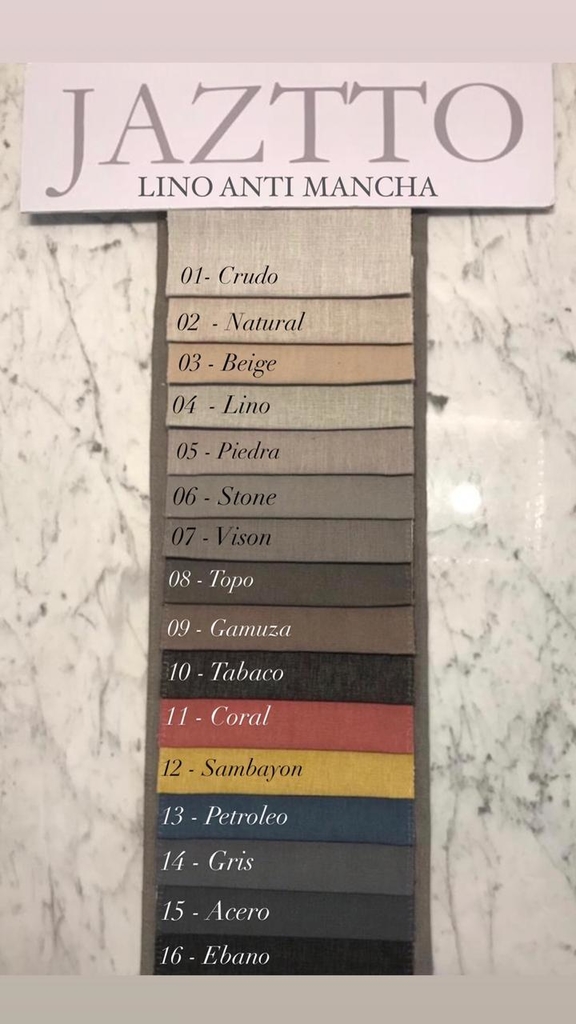 JAZTTO
LINO ANTI MANCHA
01- Crudo
02 - Natural
03 - Beige
04 - Lino
05 - Piedra
06 - Stone
07 - Vison
08 - Topo
09 - Gamuza
10 - Tabaco
11 - Coral
12 - Sambayon
13 - Petroleo
14 - Gris
15 - Acero
16 - Ebano